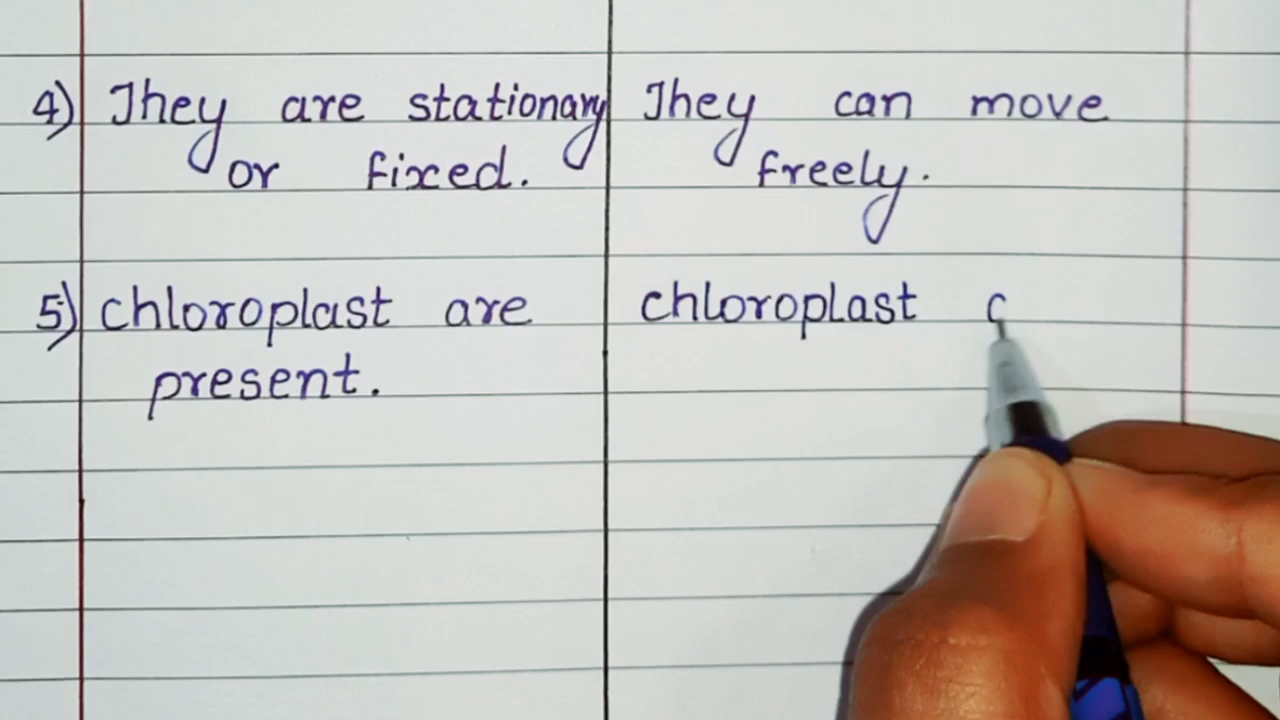 4) They are stationary
or fixed.
They can move
freely.
5) chloroplast are
present.
chloroplast